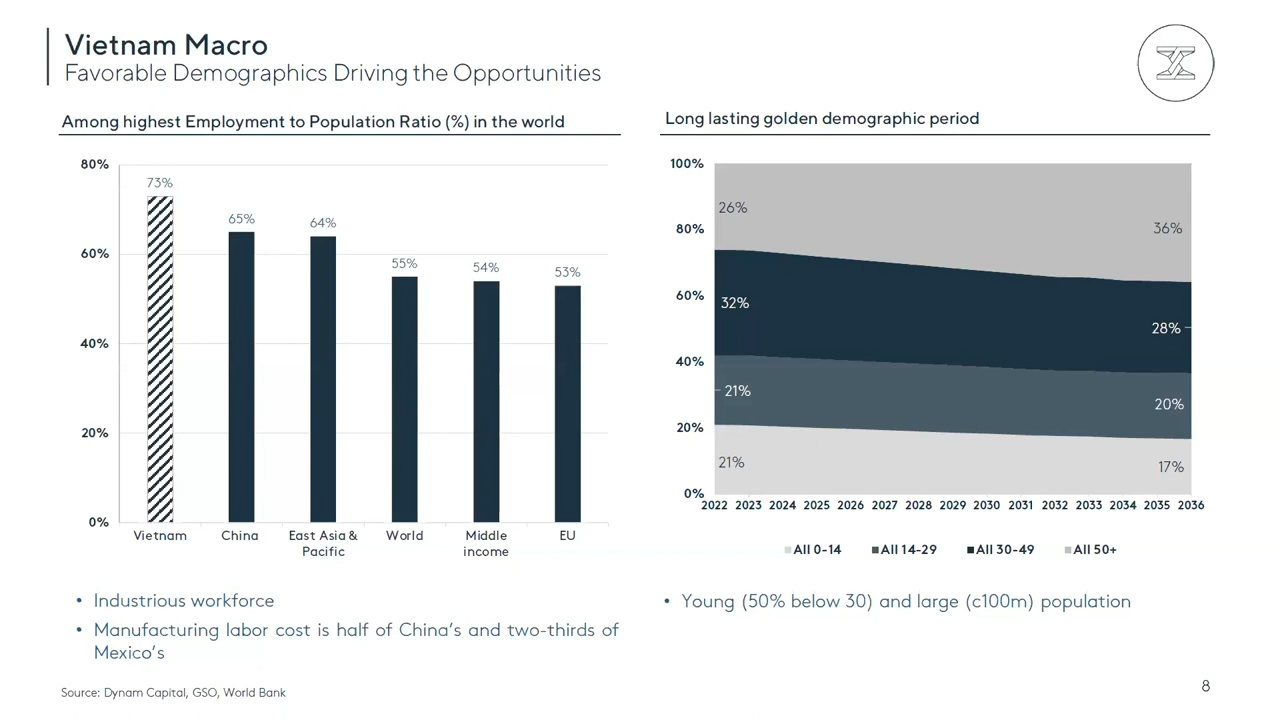 Vietnam Macro
Favorable Demographics Driving the Opportunities
Among highest Employment to Population Ratio (%) in the world
80%
60%
40%
20%
0%
73%
65%
64%
55%
54%
53%
Vietnam
China
East Asia &
Pacific
World
Middle
income
EU
• Industrious workforce
• Manufacturing labor cost is half of China's and two-thirds of
Mexico's
Long lasting golden demographic period
100%
80%
60%
40%
20%
0%
26%
36%
32%
28%
21%
20%
21%
17%
2022 2023 2024 2025 2026 2027 2028 2029 2030 2031 2032 2033 2034 2035 2036
All 0-14 All 14-29 All 30-49 All 50+
• Young (50% below 30) and large (c100m) population
Source: Dynam Capital, GSO, World Bank
8